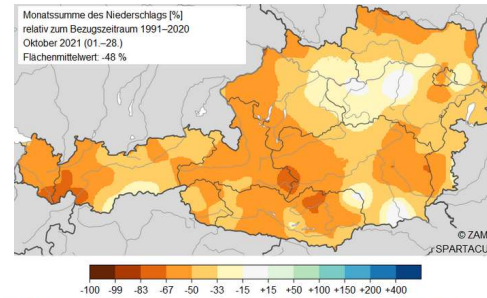 Monatssumme des Niederschlags [%]
relativ zum Bezugszeitraum 1991–2020
Oktober 2021 (01.–28.)
Flächenmittelwert: -48 %
© ZAM
SPARTACU
-100 -99 -83 -67 -50 -33 -15 +15 +50 +100 +150 +200 +400